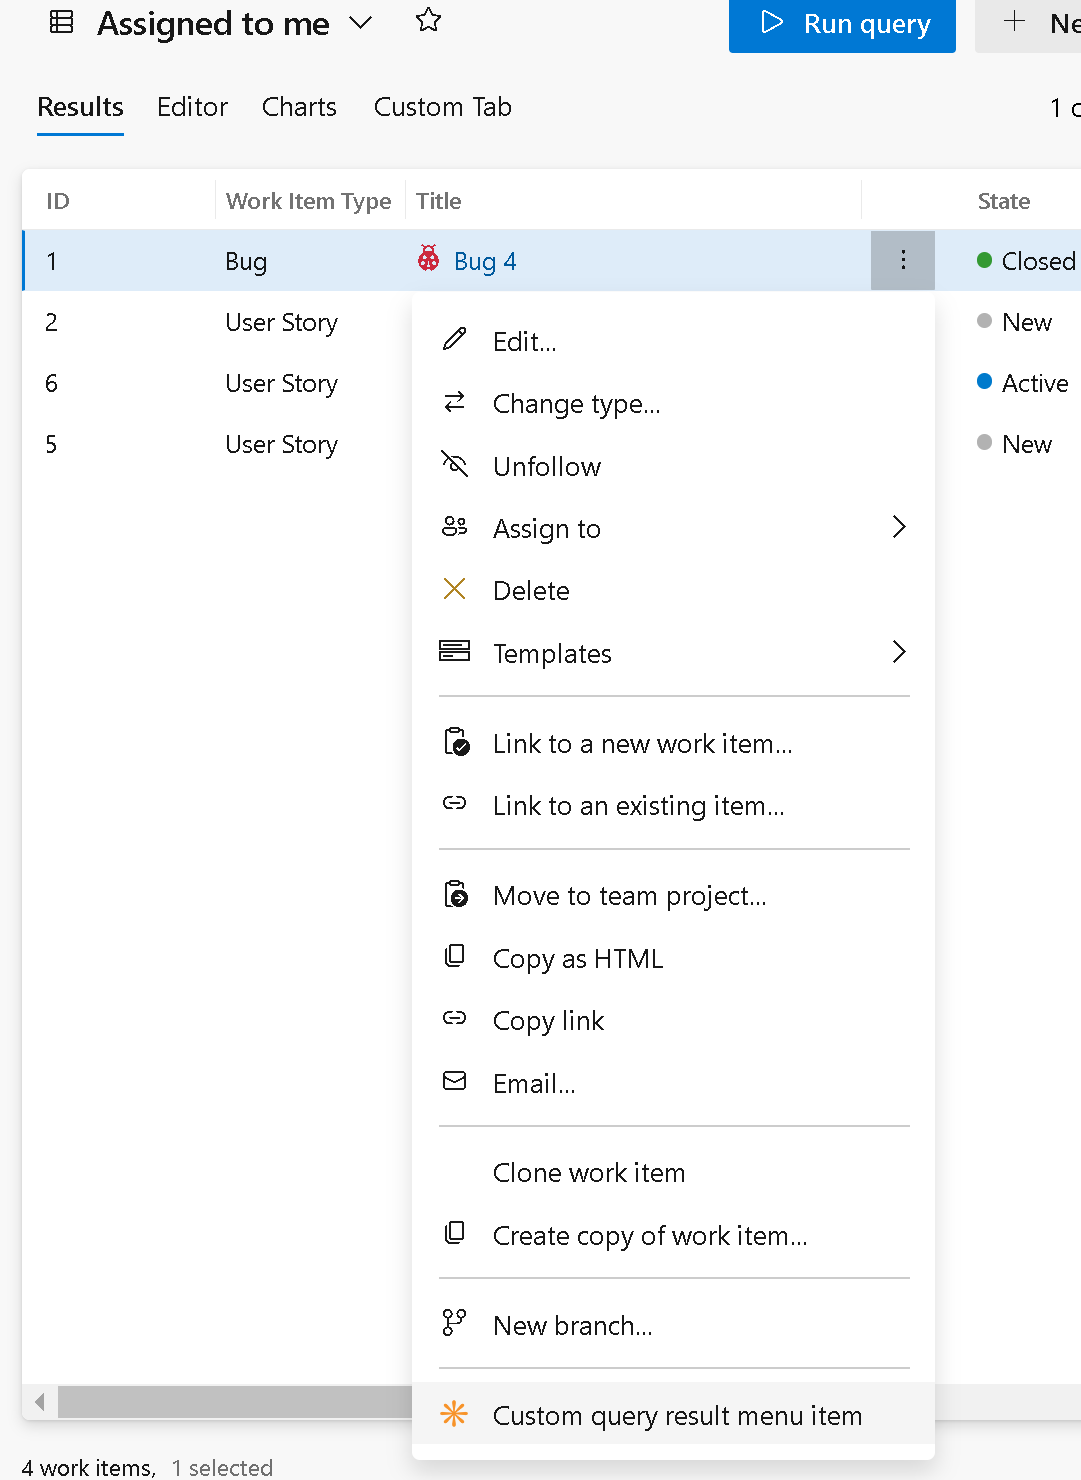 Assigned to me
Run query
Ne
Results Editor Charts Custom Tab
1 o
ID Work Item Type Title State
1 Bug Bug 4 Closed
2 User Story New
6 User Story Active
5 User Story New
Edit...
Change type...
Unfollow
Assign to
Delete
Templates
Link to a new work item...
Link to an existing item...
Move to team project...
Copy as HTML
Copy link
Email...
Clone work item
Create copy of work item...
New branch...
Custom query result menu item
4 work items, 1 selected